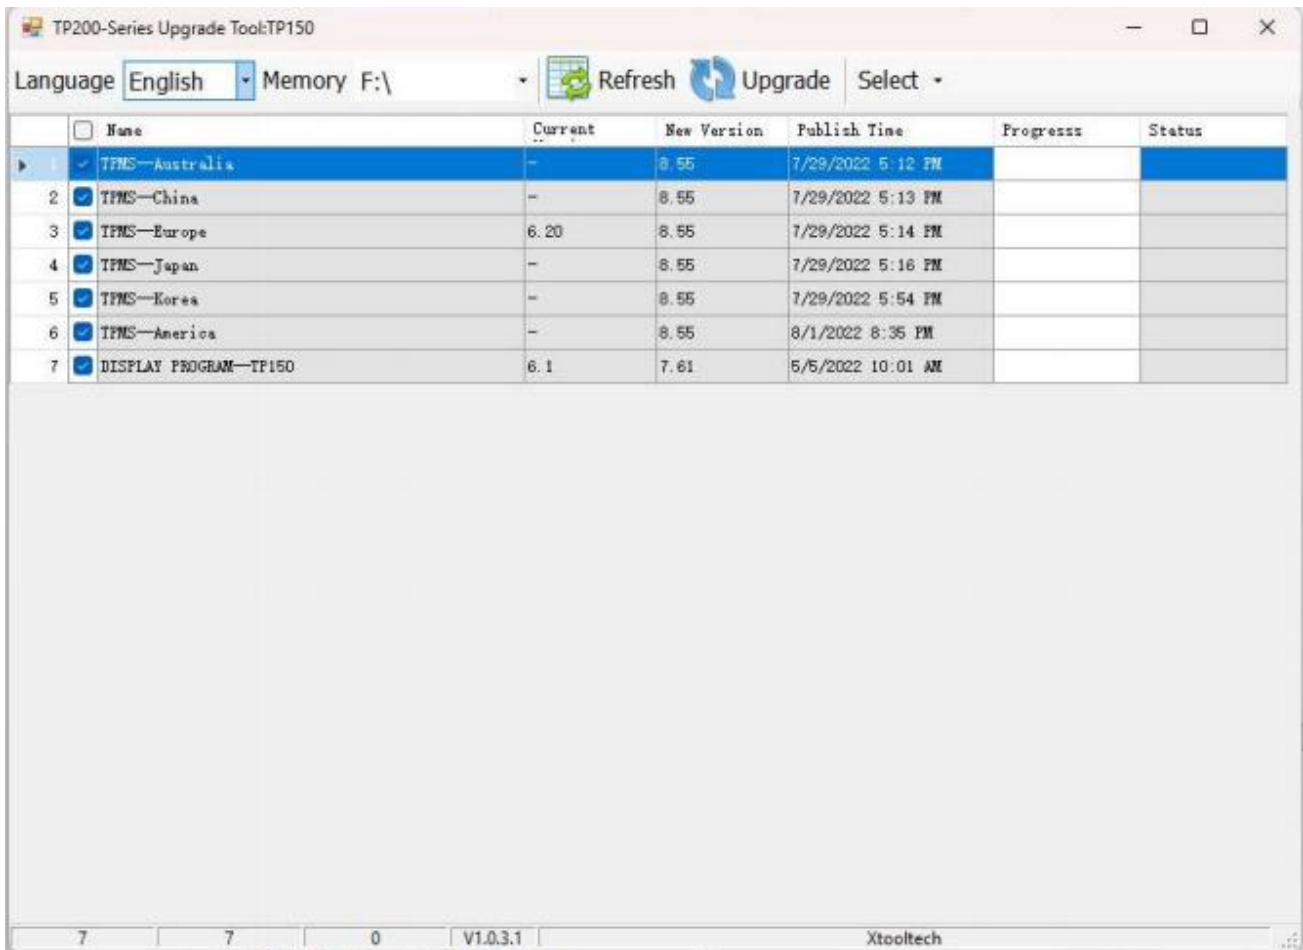 TP200-Series Upgrade Tool:TP150
Language English Memory F:\ Refresh Upgrade Select
Name Current New Version Publish Time Progresss Status
1 TPMS—Australia - 8.55 7/29/2022 5:12 PM
2 TPMS—China - 8.55 7/29/2022 5:13 PM
3 TPMS—Europe 6.20 8.55 7/29/2022 5:14 PM
4 TPMS—Japan - 8.55 7/29/2022 5:16 PM
5 TPMS—Korea - 8.55 7/29/2022 5:54 PM
6 TPMS—America - 8.55 8/1/2022 8:35 PM
7 DISPLAY PROGRAM—TP150 6.1 7.61 5/5/2022 10:01 AM
7 7 0 V1.0.3.1 Xtooltech